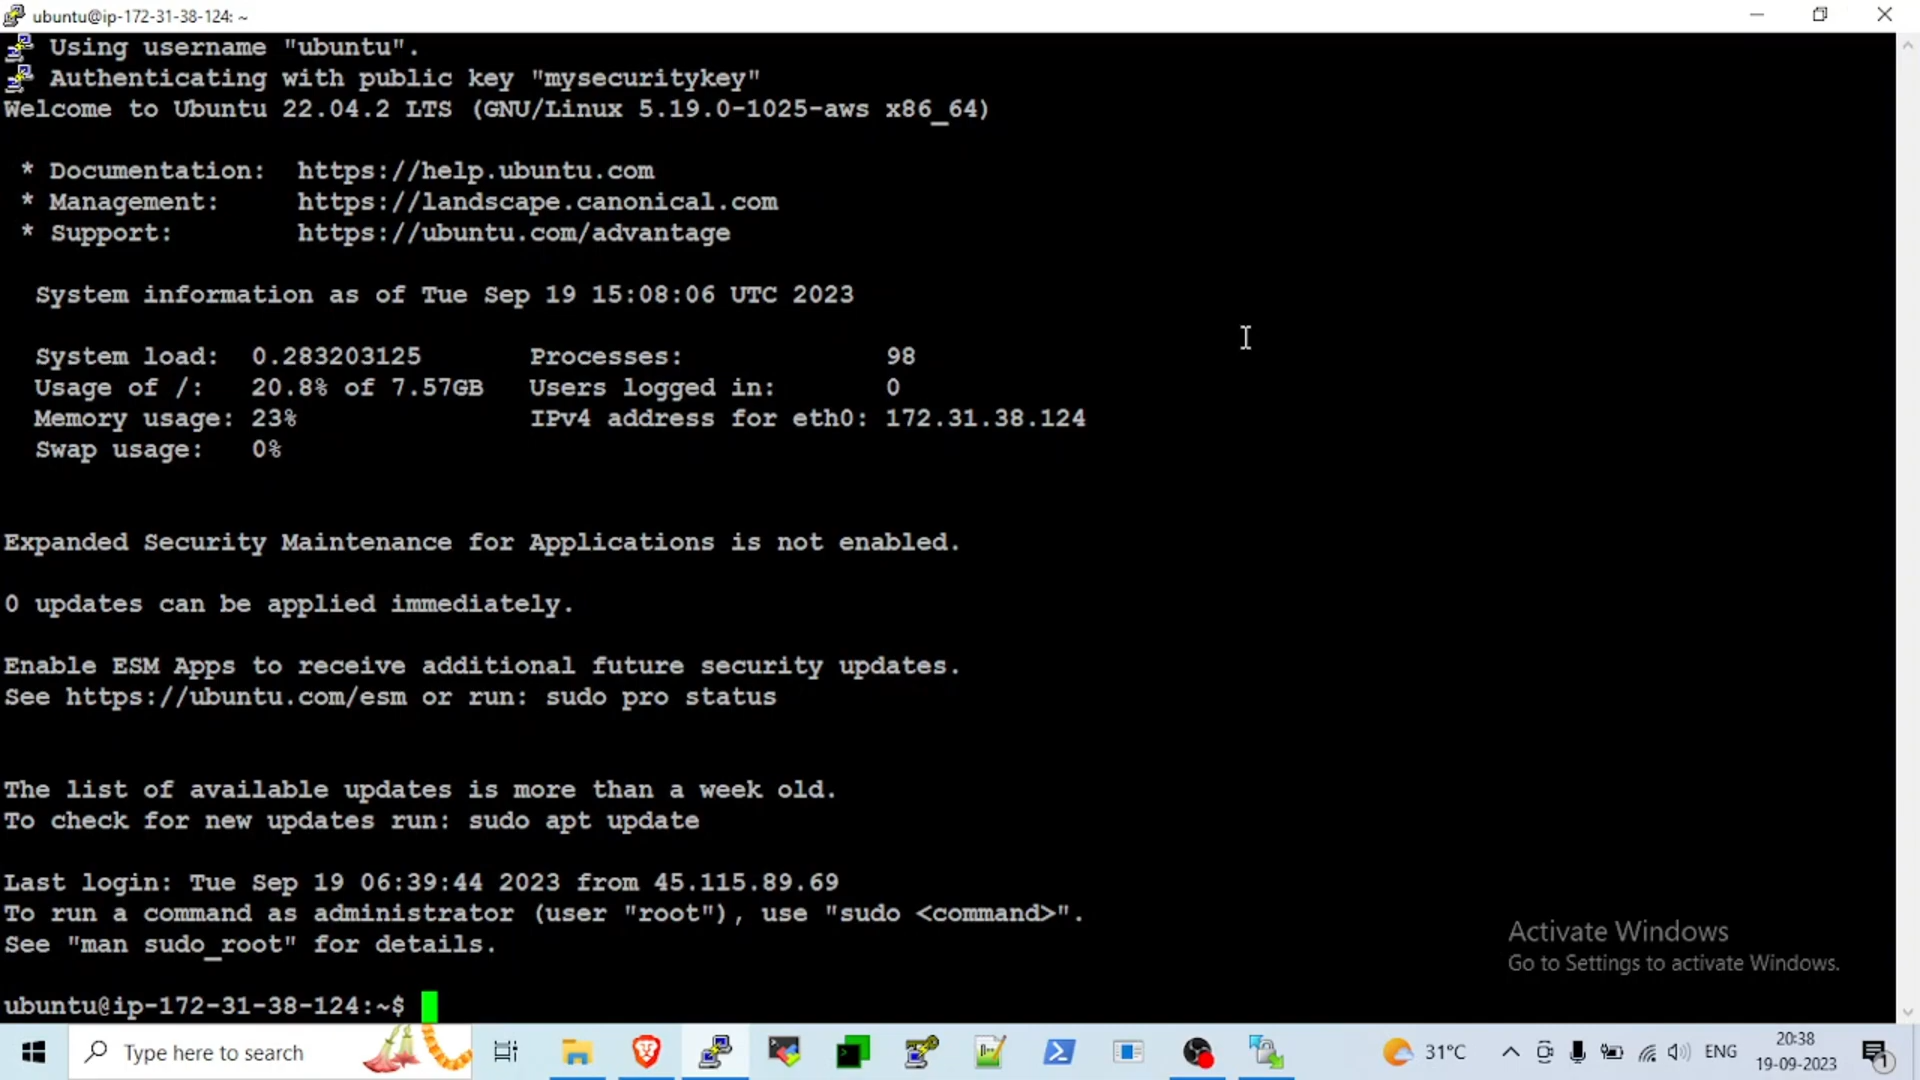 ubuntu@ip-172-31-38-124: ~
Using username "ubuntu".
Authenticating with public key "mysecuritykey"
Welcome to Ubuntu 22.04.2 LTS (GNU/Linux 5.19.0-1025-aws x86_64)
* Documentation:  https://help.ubuntu.com
* Management:     https://landscape.canonical.com
* Support:        https://ubuntu.com/advantage
System information as of Tue Sep 19 15:08:06 UTC 2023
System load:  0.283203125       Processes:             98
Usage of /:   20.8% of 7.57GB   Users logged in:       0
Memory usage: 23%               IPv4 address for eth0: 172.31.38.124
Swap usage:   0%
Expanded Security Maintenance for Applications is not enabled.
0 updates can be applied immediately.
Enable ESM Apps to receive additional future security updates.
See https://ubuntu.com/esm or run: sudo pro status
The list of available updates is more than a week old.
To check for new updates run: sudo apt update
Last login: Tue Sep 19 06:39:44 2023 from 45.115.89.69
To run a command as administrator (user "root"), use "sudo <command>".
See "man sudo_root" for details.
Activate Windows
Go to Settings to activate Windows.
ubuntu@ip-172-31-38-124:~$
Type here to search
31°C
ENG
20:38
19-09-2023
1